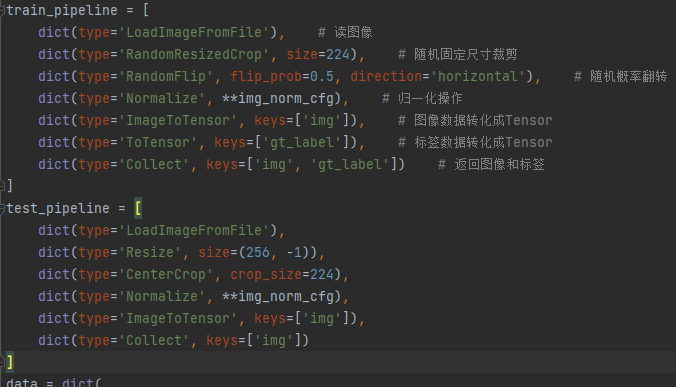 train_pipeline = [
    dict(type='LoadImageFromFile'),    # 读图像
    dict(type='RandomResizedCrop', size=224),    # 随机固定尺寸裁剪
    dict(type='RandomFlip', flip_prob=0.5, direction='horizontal'),    # 随机概率翻转
    dict(type='Normalize', **img_norm_cfg),    # 归一化操作
    dict(type='ImageToTensor', keys=['img']),    # 图像数据转化成Tensor
    dict(type='ToTensor', keys=['gt_label']),    # 标签数据转化成Tensor
    dict(type='Collect', keys=['img', 'gt_label'])    # 返回图像和标签
]
test_pipeline = [
    dict(type='LoadImageFromFile'),
    dict(type='Resize', size=(256, -1)),
    dict(type='CenterCrop', crop_size=224),
    dict(type='Normalize', **img_norm_cfg),
    dict(type='ImageToTensor', keys=['img']),
    dict(type='Collect', keys=['img'])
]
data = dict(